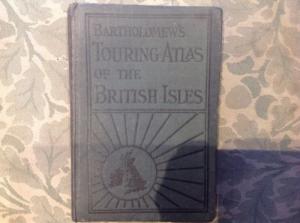 BARTHOLOMEW'S
TOURING-ATLAS
OF THE
BRITISH ISLES